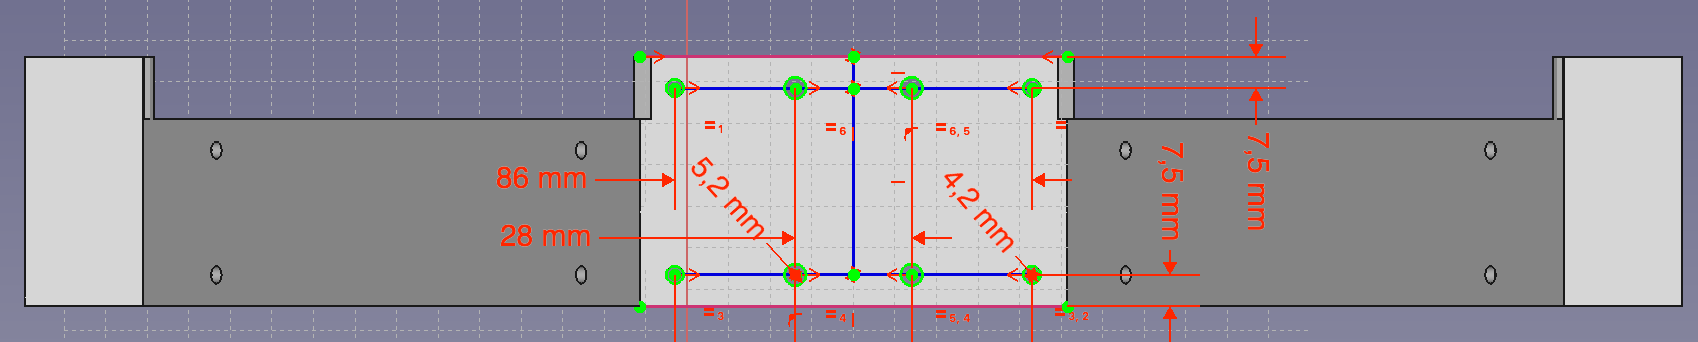 = 1
= 6
= 6, 5
=
86 mm
5,2 mm
4,2 mm
7,5 mm
7,5 mm
28 mm
= 3
= 4
= 5, 4
= 3, 2